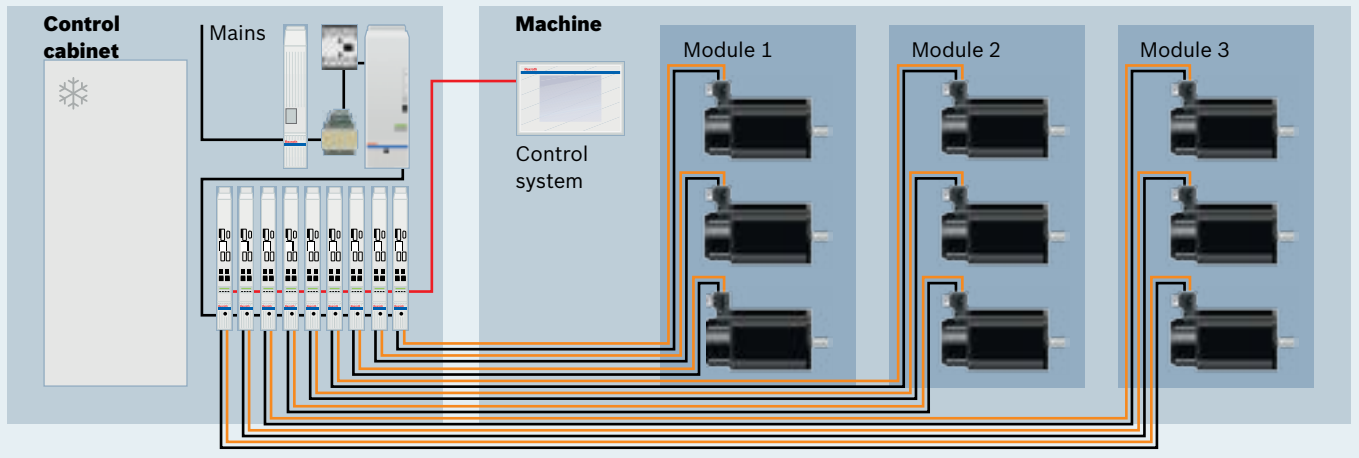 Control
cabinet
Mains
Machine
Control
system
Module 1
Module 2
Module 3